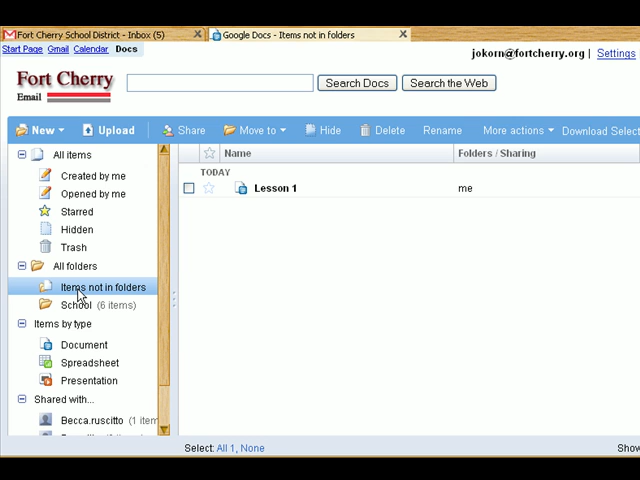 Fort Cherry School District - Inbox (5)
Google Docs - Items not in folders
Start Page Gmail Calendar Docs
jokorn@fortcherry.org | Settings
Fort Cherry
Email
Search Docs
Search the Web
New Upload Share Move to Hide Delete Rename More actions Download Select
All items
Created by me
Opened by me
Starred
Hidden
Trash
All folders
Items not in folders
School (6 items)
Items by type
Document
Spreadsheet
Presentation
Shared with...
Becca.ruscitto (1 item
Name Folders / Sharing
TODAY
Lesson 1 me
Select: All 1, None
Show